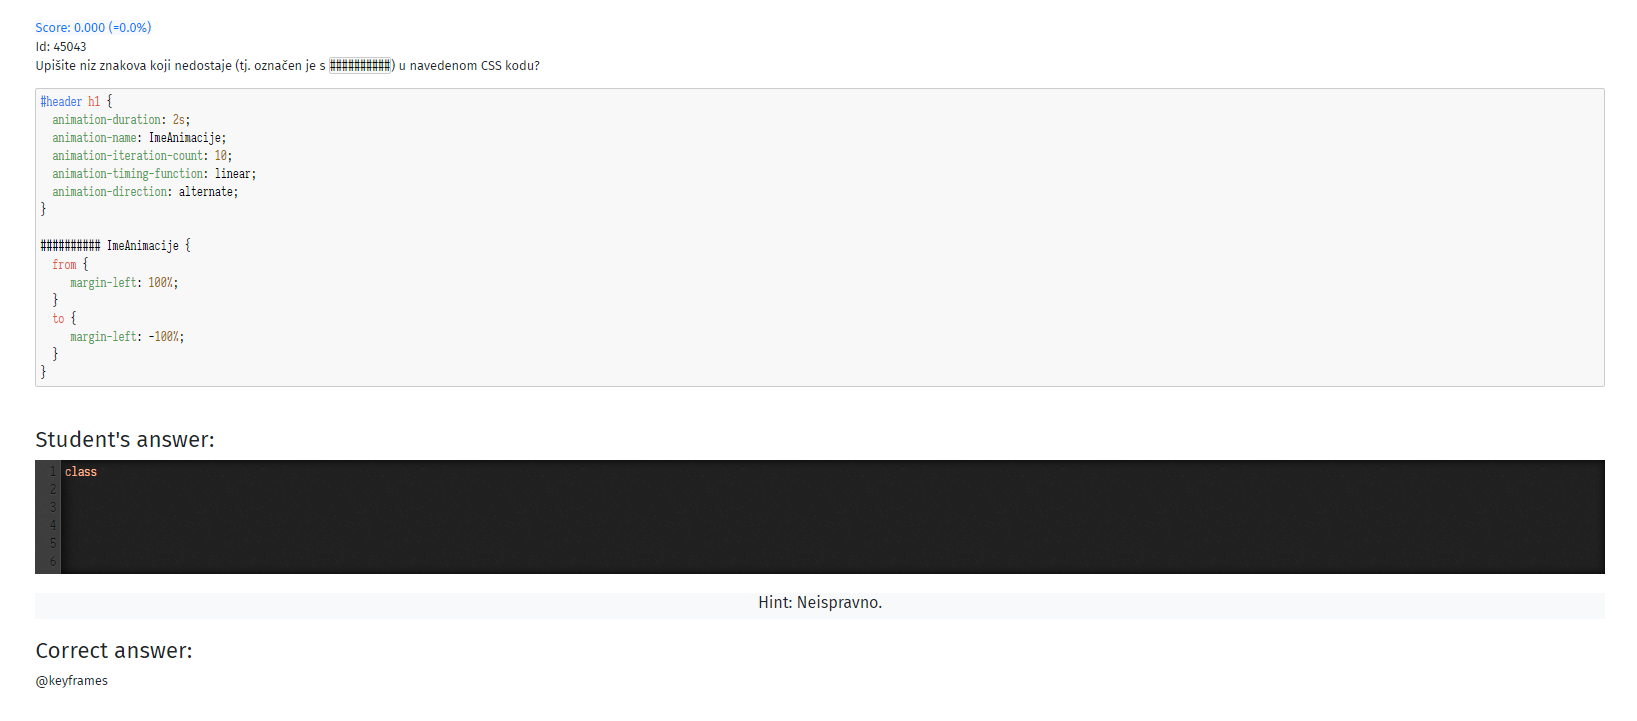 Score: 0.000 (=0.0%)
Id: 45043
Upišite niz znakova koji nedostaje (tj. označen je s ##########) u navedenom CSS kodu?
#header h1 {
  animation-duration: 2s;
  animation-name: ImeAnimacije;
  animation-iteration-count: 10;
  animation-timing-function: linear;
  animation-direction: alternate;
}
########## ImeAnimacije {
  from {
     margin-left: 100%;
  }
  to {
     margin-left: -100%;
  }
}
Student's answer:
1 class
2
3
4
5
6
Hint: Neispravno.
Correct answer:
@keyframes